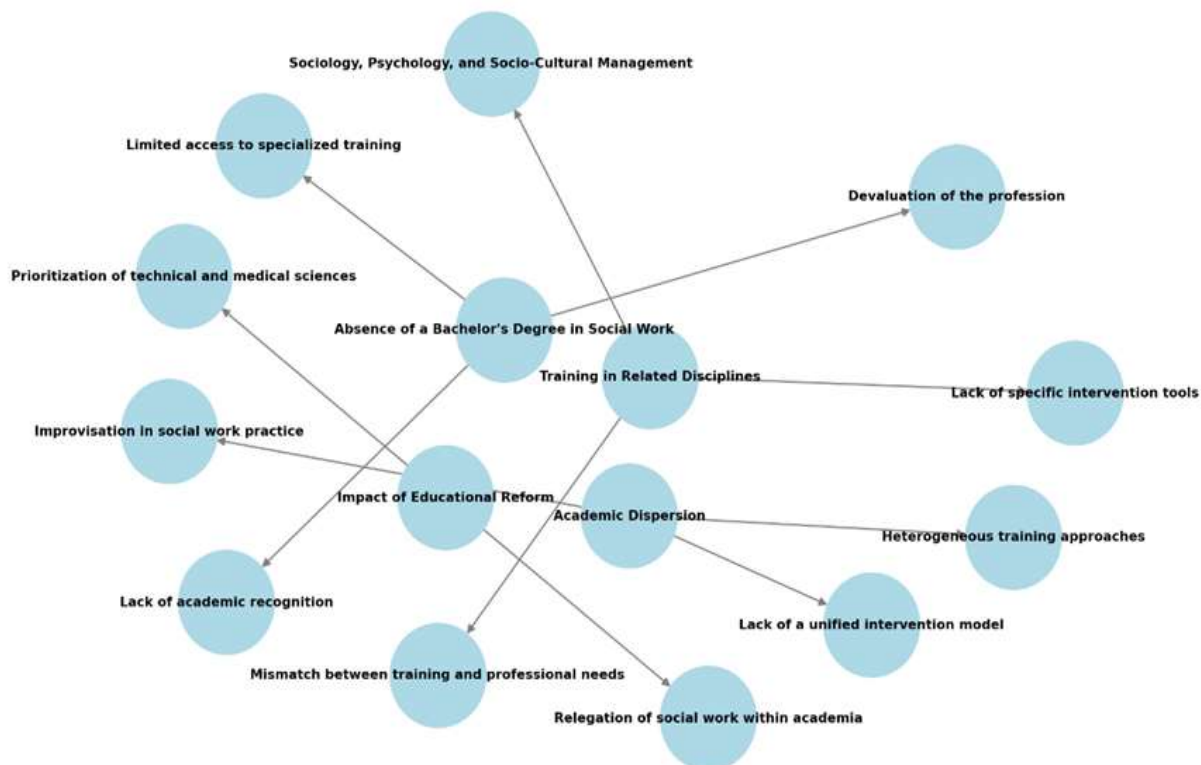 Sociology, Psychology, and Socio-Cultural Management
Limited access to specialized training
Devaluation of the profession
Prioritization of technical and medical sciences
Absence of a Bachelor's Degree in Social Work
Training in Related Disciplines
Lack of specific intervention tools
Improvisation in social work practice
Impact of Educational Reform
Academic Dispersion
Heterogeneous training approaches
Lack of academic recognition
Lack of a unified intervention model
Mismatch between training and professional needs
Relegation of social work within academia